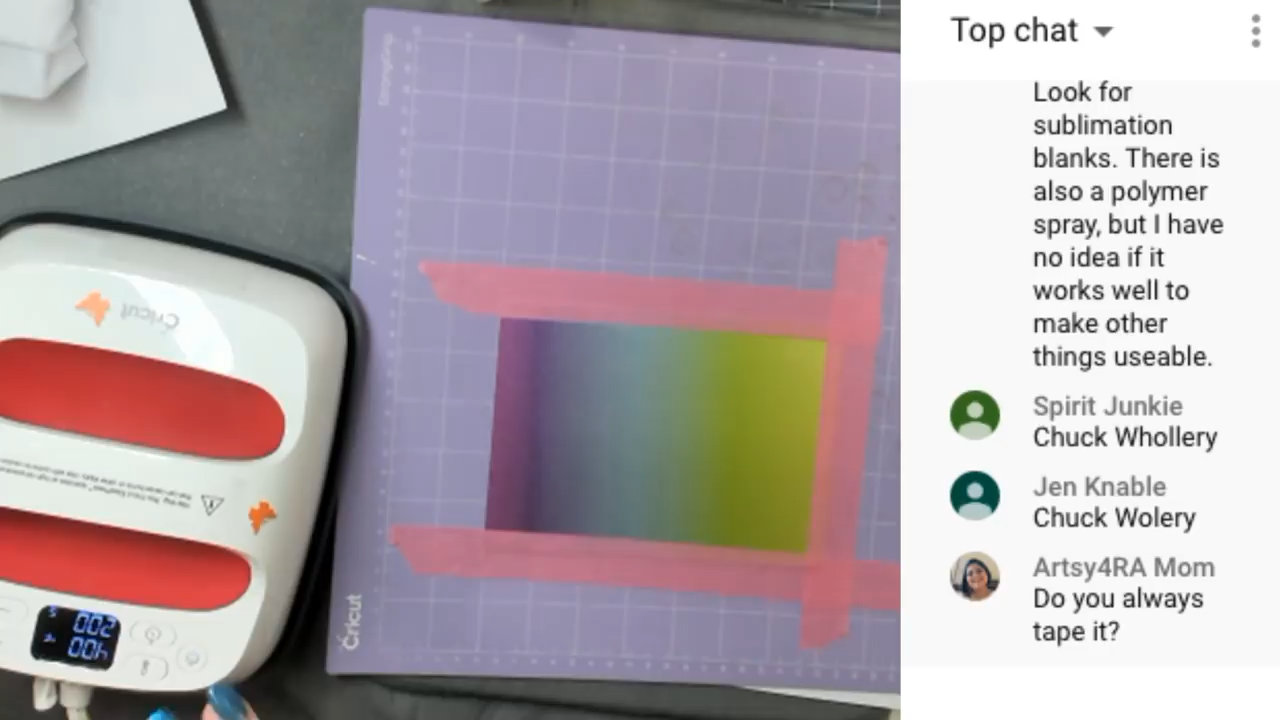 Top chat
Look for
sublimation
blanks. There is
also a polymer
spray, but I have
no idea if it
works well to
make other
things useable.
Spirit Junkie
Chuck Whollery
Jen Knable
Chuck Wolery
Artsy4RA Mom
Do you always
tape it?
Cricut
Cricut
200
400